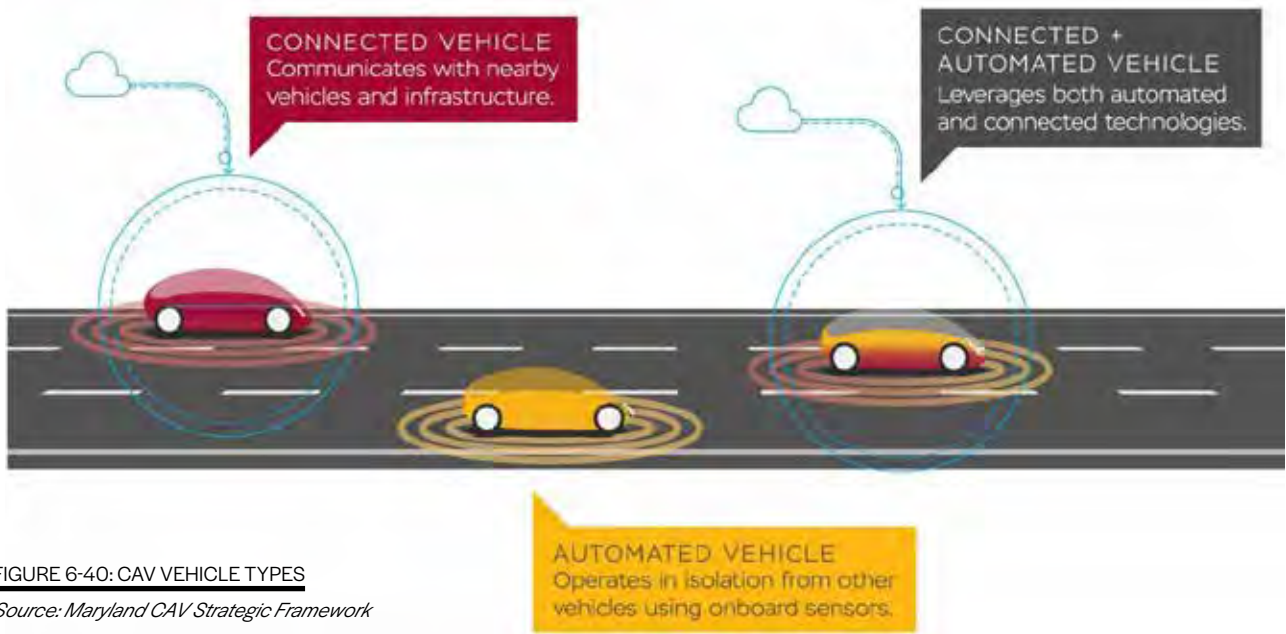 CONNECTED VEHICLE
Communicates with nearby
vehicles and infrastructure.
CONNECTED +
AUTOMATED VEHICLE
Leverages both automated
and connected technologies.
AUTOMATED VEHICLE
Operates in isolation from other
vehicles using onboard sensors.
FIGURE 6-40: CAV VEHICLE TYPES
Source: Maryland CAV Strategic Framework